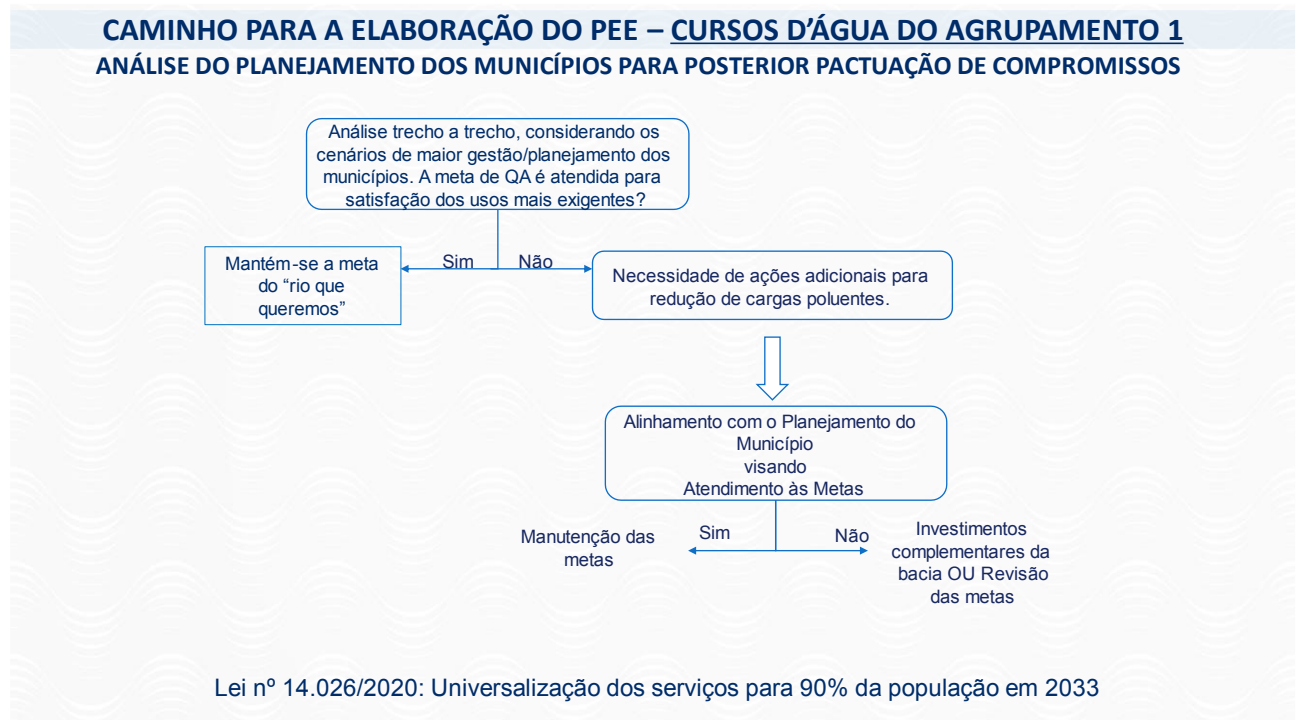 CAMINHO PARA A ELABORAÇÃO DO PEE – CURSOS D'ÁGUA DO AGRUPAMENTO 1
ANÁLISE DO PLANEJAMENTO DOS MUNICÍPIOS PARA POSTERIOR PACTUAÇÃO DE COMPROMISSOS
Análise trecho a trecho, considerando os
cenários de maior gestão/planejamento dos
municípios. A meta de QA é atendida para
satisfação dos usos mais exigentes?
Sim
Não
Mantém-se a meta
do “rio que
queremos”
Necessidade de ações adicionais para
redução de cargas poluentes.
Alinhamento com o Planejamento do
Município
visando
Atendimento às Metas
Sim
Não
Manutenção das
metas
Investimentos
complementares da
bacia OU Revisão
das metas
Lei nº 14.026/2020: Universalização dos serviços para 90% da população em 2033